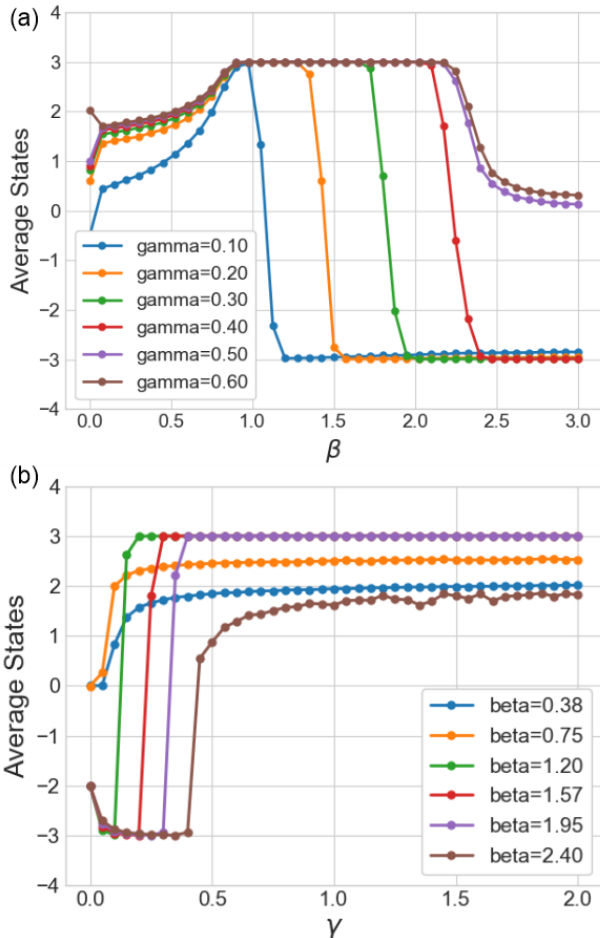 (a)
4
3
2
1
0
−1
−2
−3
−4
Average States
gamma=0.10
gamma=0.20
gamma=0.30
gamma=0.40
gamma=0.50
gamma=0.60
0.0 0.5 1.0 1.5 2.0 2.5 3.0
β
(b)
4
3
2
1
0
−1
−2
−3
−4
Average States
beta=0.38
beta=0.75
beta=1.20
beta=1.57
beta=1.95
beta=2.40
0.0 0.5 1.0 1.5 2.0
γ